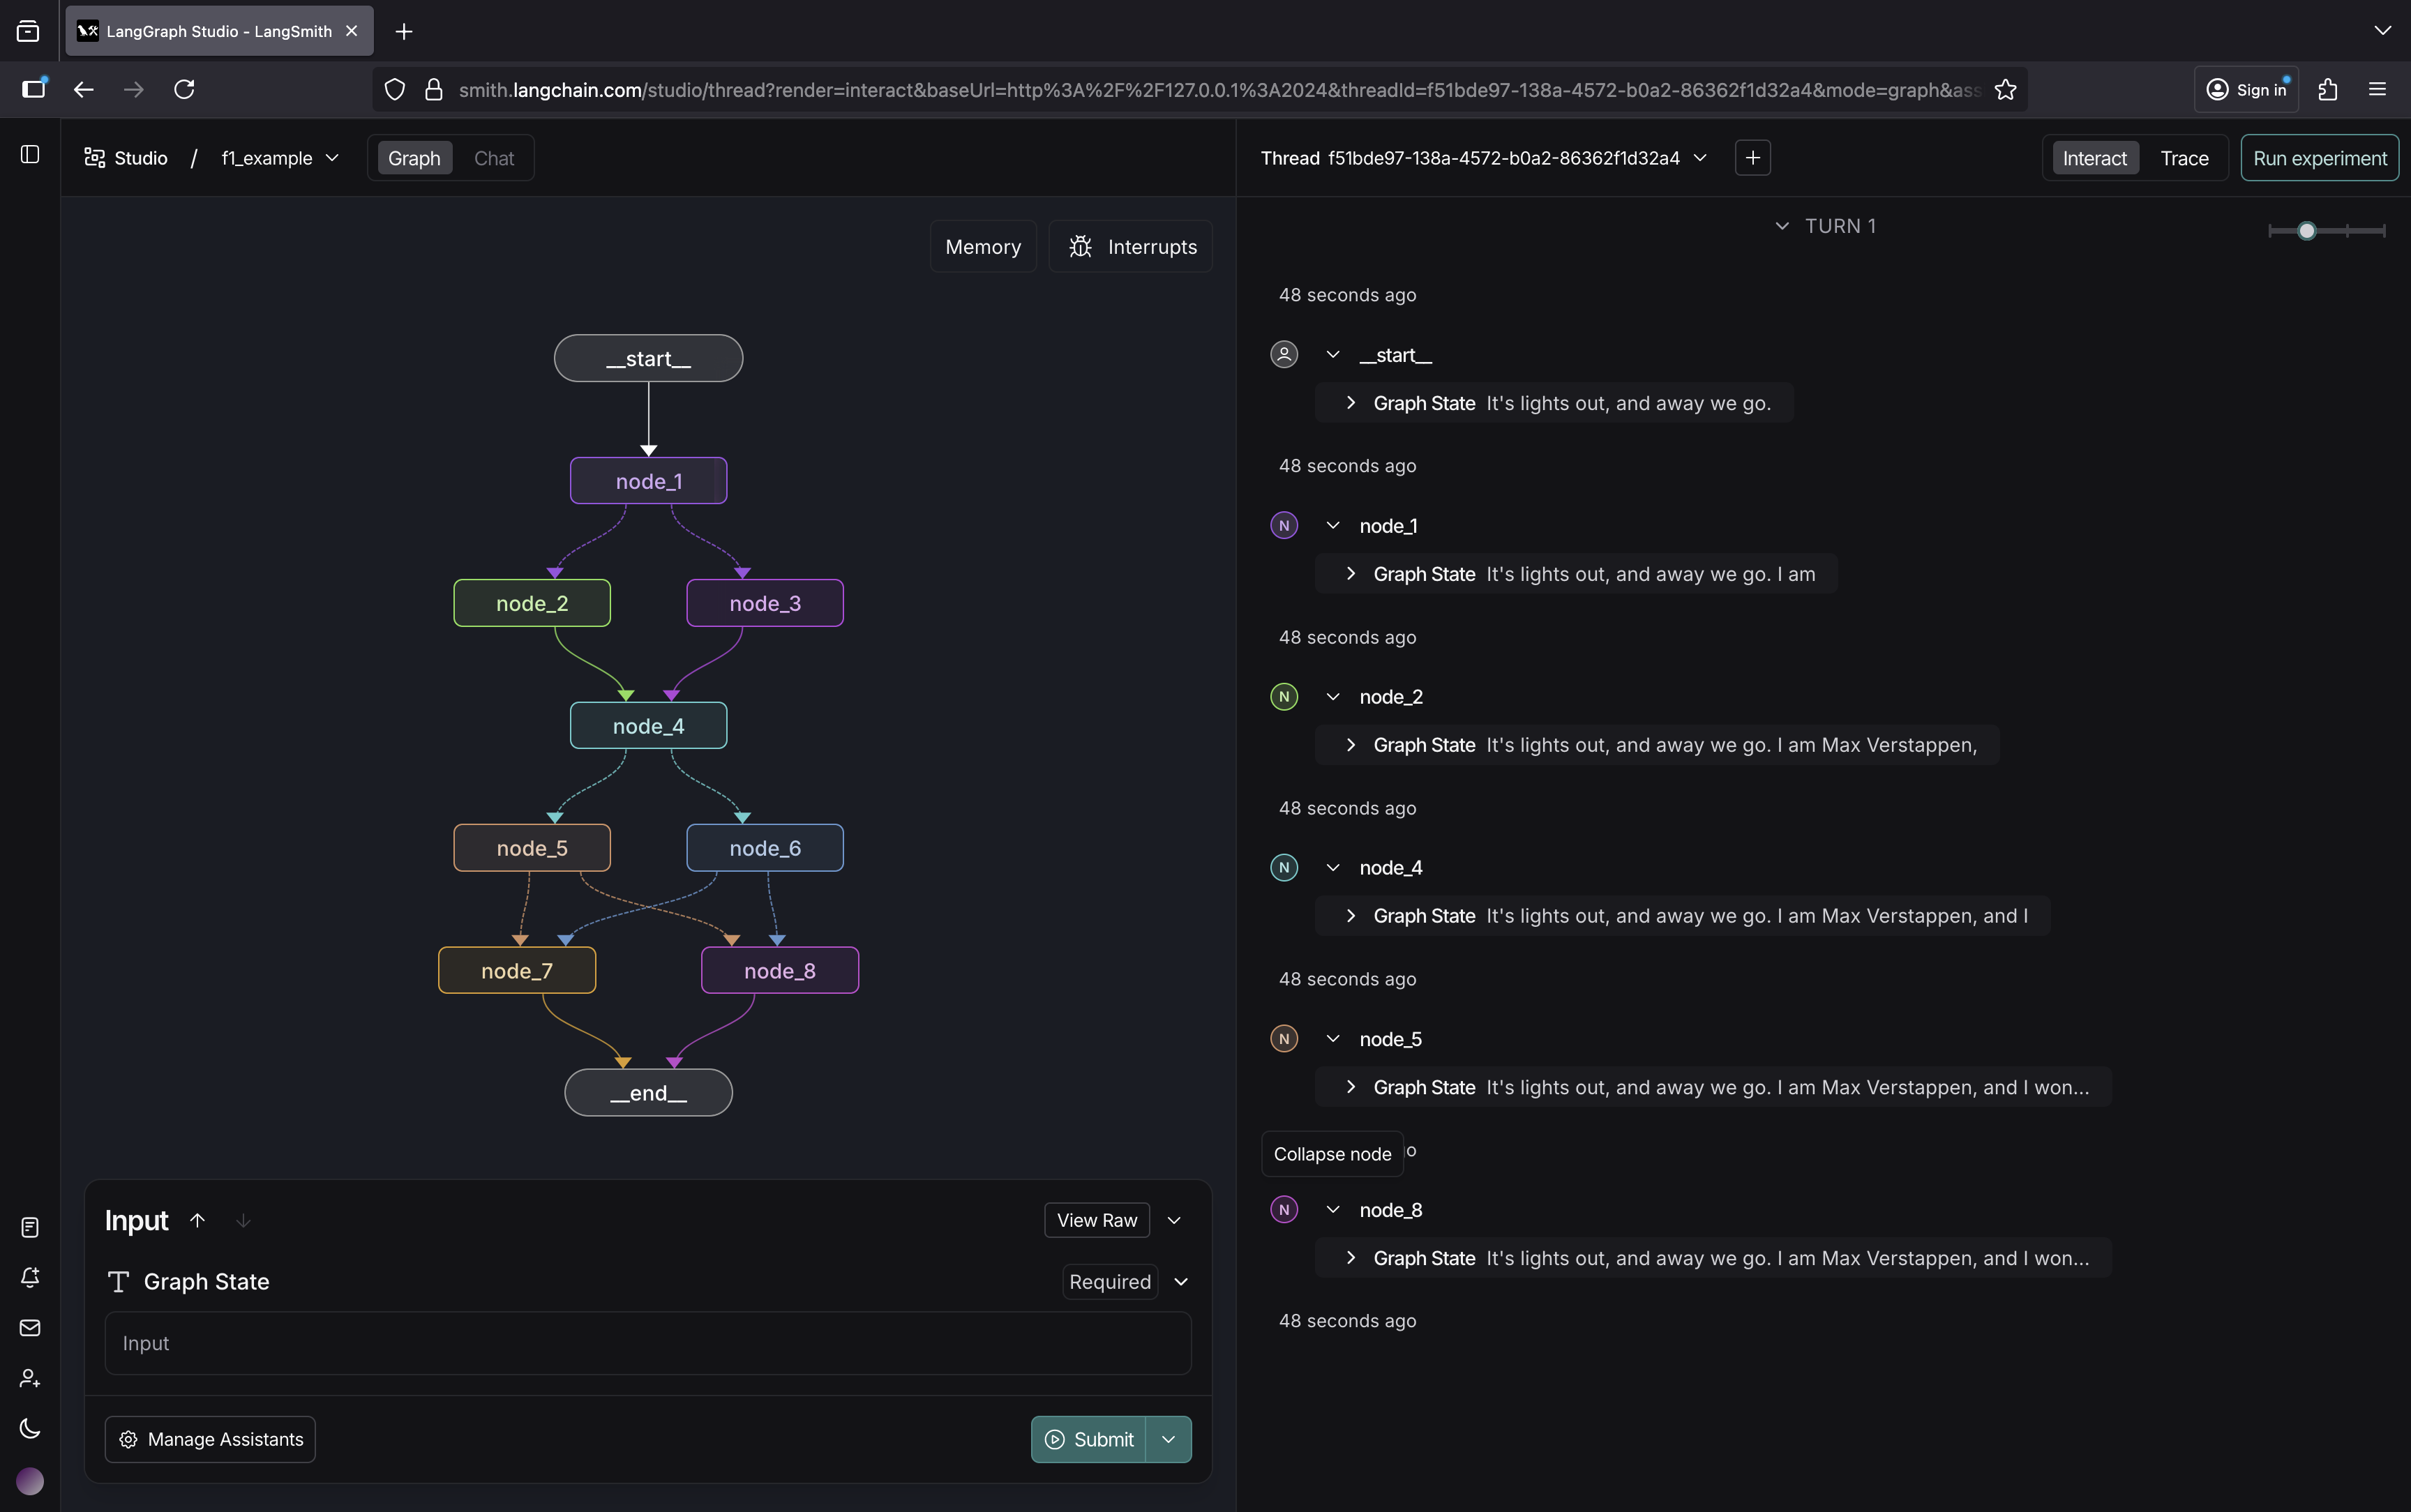 LangGraph Studio - LangSmith
smith.langchain.com/studio/thread?render=interact&baseUrl=http%3A%2F%2F127.0.0.1%3A2024&threadId=f51bde97-138a-4572-b0a2-86362f1d32a4&mode=graph&ass
Sign in
Studio / f1_example
Graph
Chat
Thread f51bde97-138a-4572-b0a2-86362f1d32a4
Interact
Trace
Run experiment
Memory
Interrupts
__start__
node_1
node_2
node_3
node_4
node_5
node_6
node_7
node_8
__end__
Input
View Raw
Graph State
Required
Input
Manage Assistants
Submit
TURN 1
48 seconds ago
__start__
Graph State It's lights out, and away we go.
48 seconds ago
N node_1
Graph State It's lights out, and away we go. I am
48 seconds ago
N node_2
Graph State It's lights out, and away we go. I am Max Verstappen,
48 seconds ago
N node_4
Graph State It's lights out, and away we go. I am Max Verstappen, and I
48 seconds ago
N node_5
Graph State It's lights out, and away we go. I am Max Verstappen, and I won...
Collapse node
N node_8
Graph State It's lights out, and away we go. I am Max Verstappen, and I won...
48 seconds ago